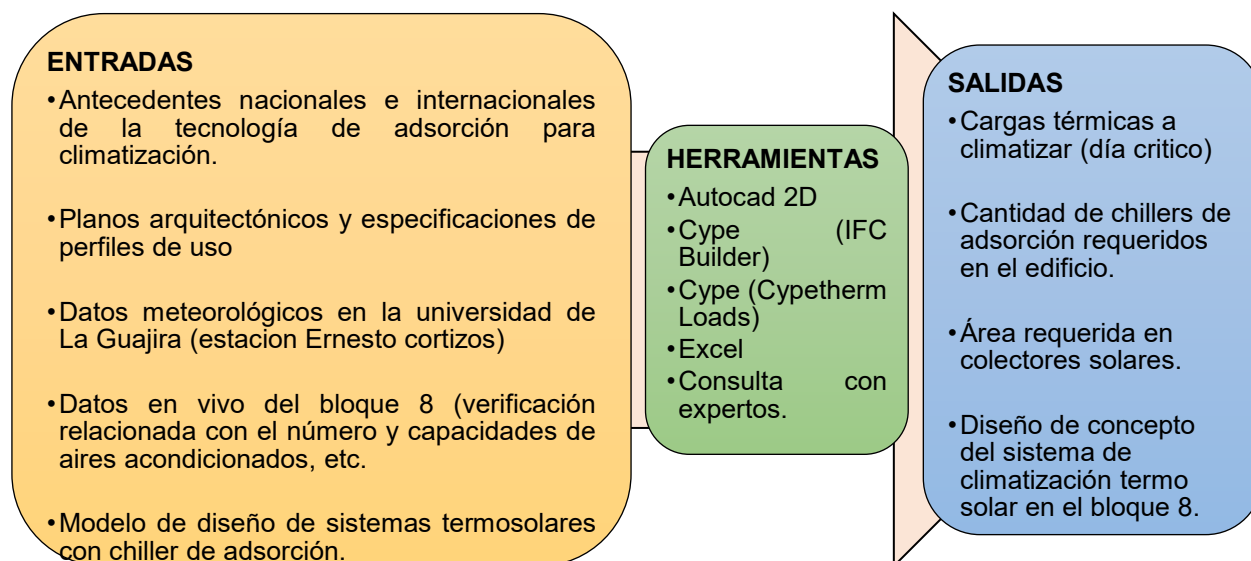 ENTRADAS
•Antecedentes nacionales e internacionales
de la tecnología de adsorción para
climatización.
•Planos arquitectónicos y especificaciones de
perfiles de uso
•Datos meteorológicos en la universidad de
La Guajira (estacion Ernesto cortizos)
•Datos en vivo del bloque 8 (verificación
relacionada con el número y capacidades de
aires acondicionados, etc.
•Modelo de diseño de sistemas termosolares
con chiller de adsorción.
HERRAMIENTAS
•Autocad 2D
•Cype (IFC
Builder)
•Cype (Cypetherm
Loads)
•Excel
•Consulta con
expertos.
SALIDAS
•Cargas térmicas a
climatizar (día critico)
•Cantidad de chillers de
adsorción requeridos
en el edificio.
•Área requerida en
colectores solares.
•Diseño de concepto
del sistema de
climatización termo
solar en el bloque 8.